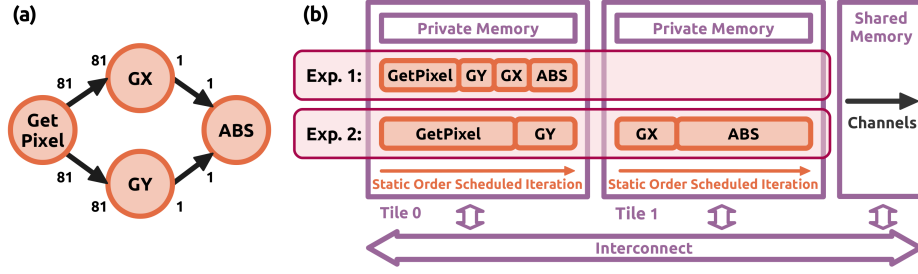 (a)
81
81
GX
1
1
Get
Pixel
ABS
81
81
GY
1
1
(b)
Private Memory
Private Memory
Shared
Memory
Exp. 1:
GetPixel
GY
GX
ABS
Exp. 2:
GetPixel
GY
GX
ABS
Channels
Static Order Scheduled Iteration
Static Order Scheduled Iteration
Tile 0
Tile 1
Interconnect